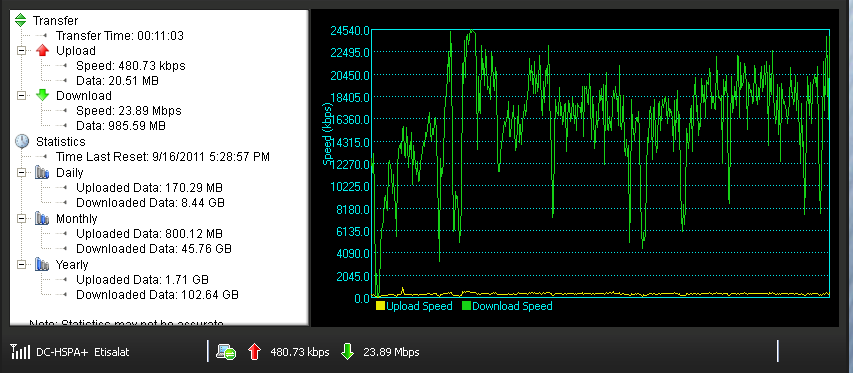 Transfer
Transfer Time: 00:11:03
Upload
Speed: 480.73 kbps
Data: 20.51 MB
Download
Speed: 23.89 Mbps
Data: 985.59 MB
Statistics
Time Last Reset: 9/16/2011 5:28:57 PM
Daily
Uploaded Data: 170.29 MB
Downloaded Data: 8.44 GB
Monthly
Uploaded Data: 800.12 MB
Downloaded Data: 45.76 GB
Yearly
Uploaded Data: 1.71 GB
Downloaded Data: 102.64 GB
Note: Statistics may not be accurate
Speed (kbps)
24540.0
22495.0
20450.0
18405.0
16360.0
14315.0
12270.0
10225.0
8180.0
6135.0
4090.0
2045.0
0.0
Upload Speed Download Speed
DC-HSPA+ Etisalat 480.73 kbps 23.89 Mbps